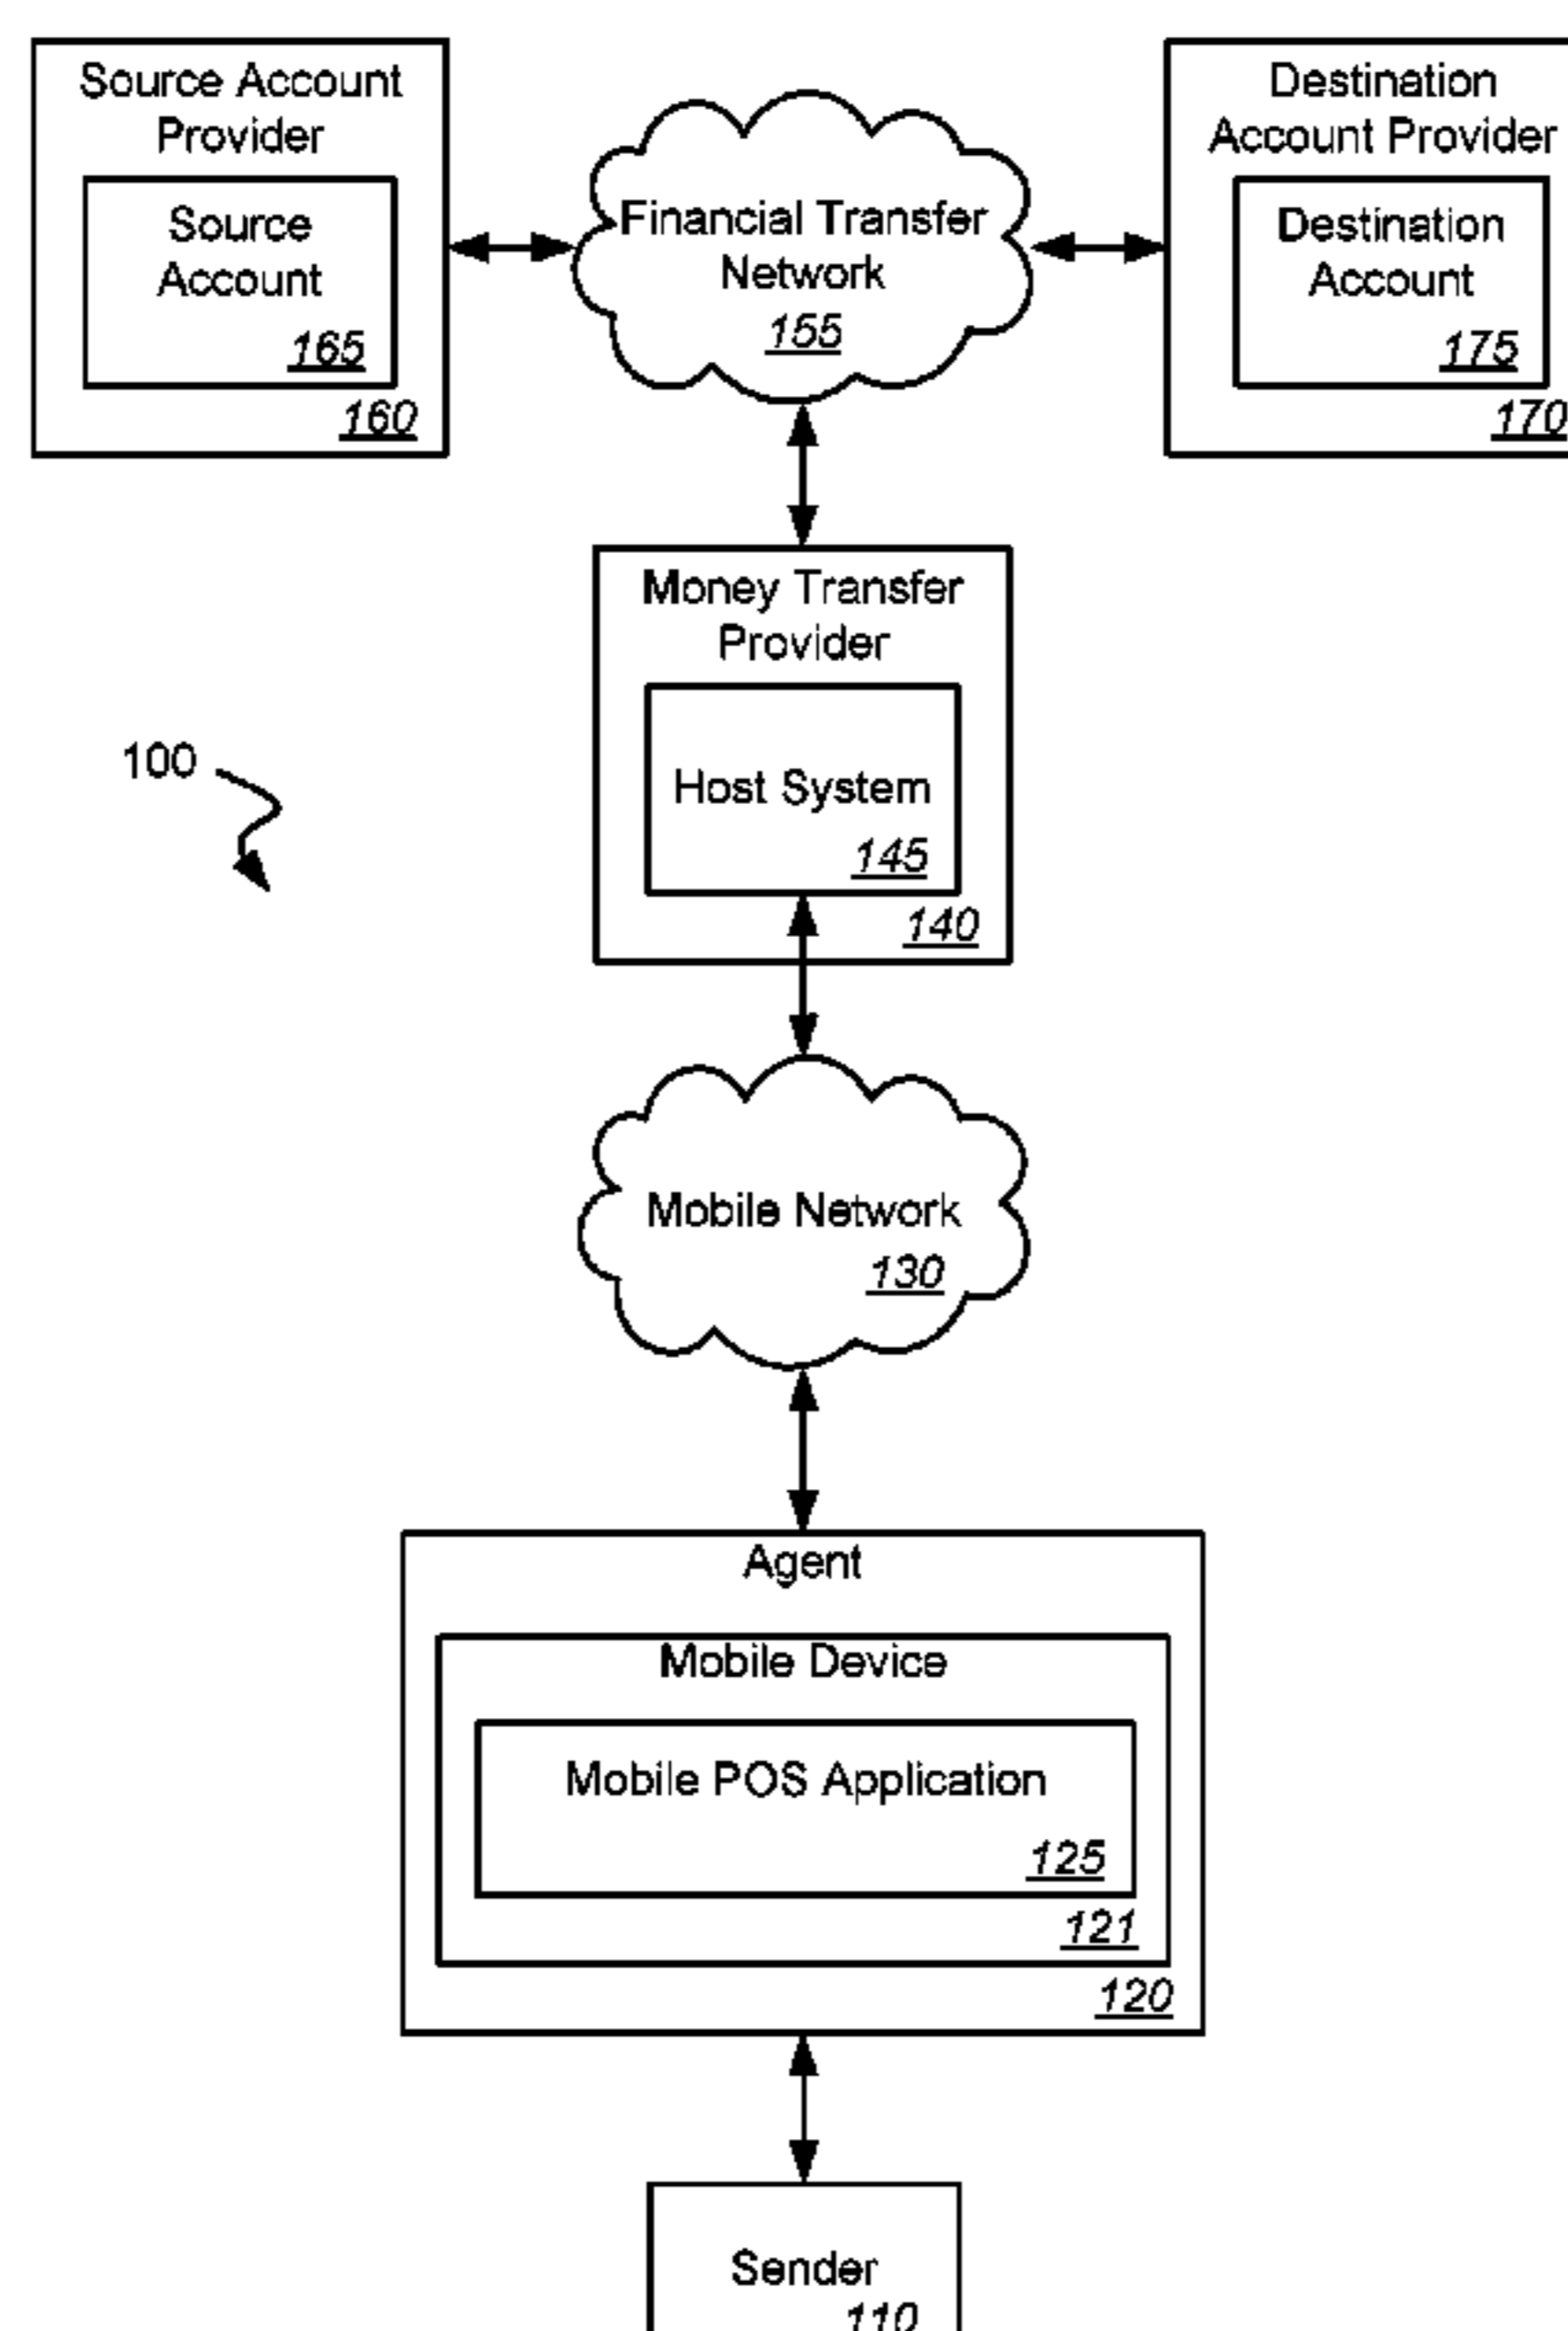 Source Account
Provider
Source
Account
165
160
Financial Transfer
Network
155
Destination
Account Provider
Destination
Account
175
170
Money Transfer
Provider
Host System
145
140
100
Mobile Network
130
Agent
Mobile Device
Mobile POS Application
125
121
120
Sender
110